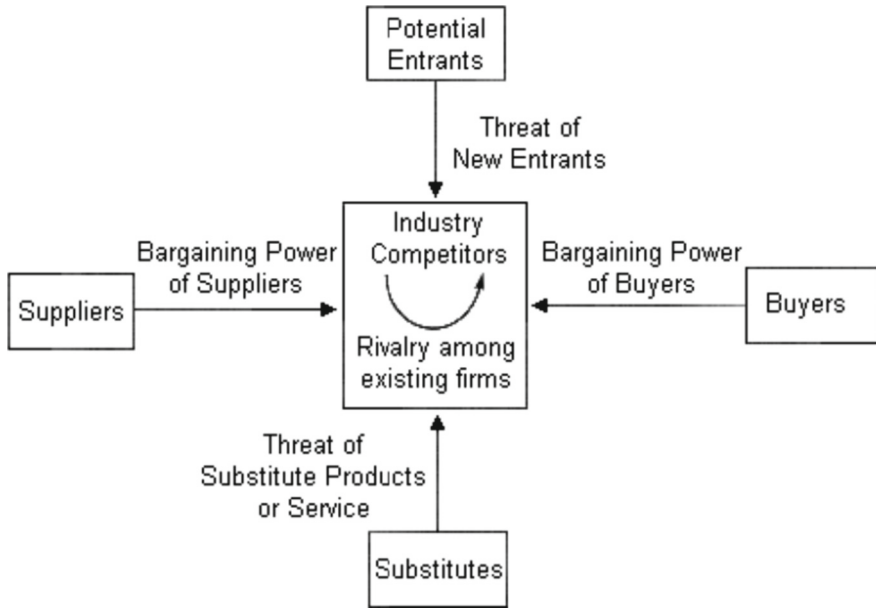 Potential
Entrants
Threat of
New Entrants
Industry
Competitors
Bargaining Power
of Suppliers
Bargaining Power
of Buyers
Suppliers
Buyers
Rivalry among
existing firms
Threat of
Substitute Products
or Service
Substitutes